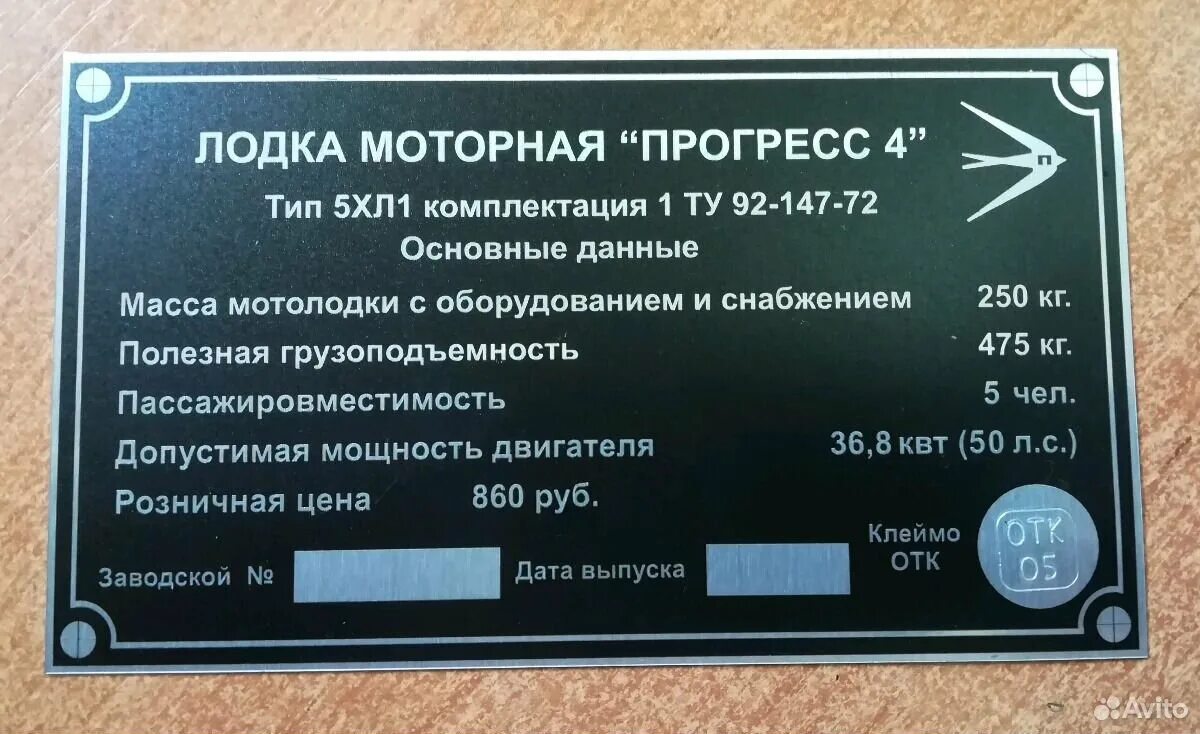 ЛОДКА МОТОРНАЯ “ПРОГРЕСС 4”
П
Тип 5ХЛ1 комплектация 1 ТУ 92-147-72
Основные данные
Масса мотолодки с оборудованием и снабжением 250 кг.
Полезная грузоподъемность 475 кг.
Пассажировместимость 5 чел.
Допустимая мощность двигателя 36,8 квт (50 л.с.)
Розничная цена 860 руб.
Заводской № Дата выпуска
Клеймо
ОТК
ОТК
05
Avito